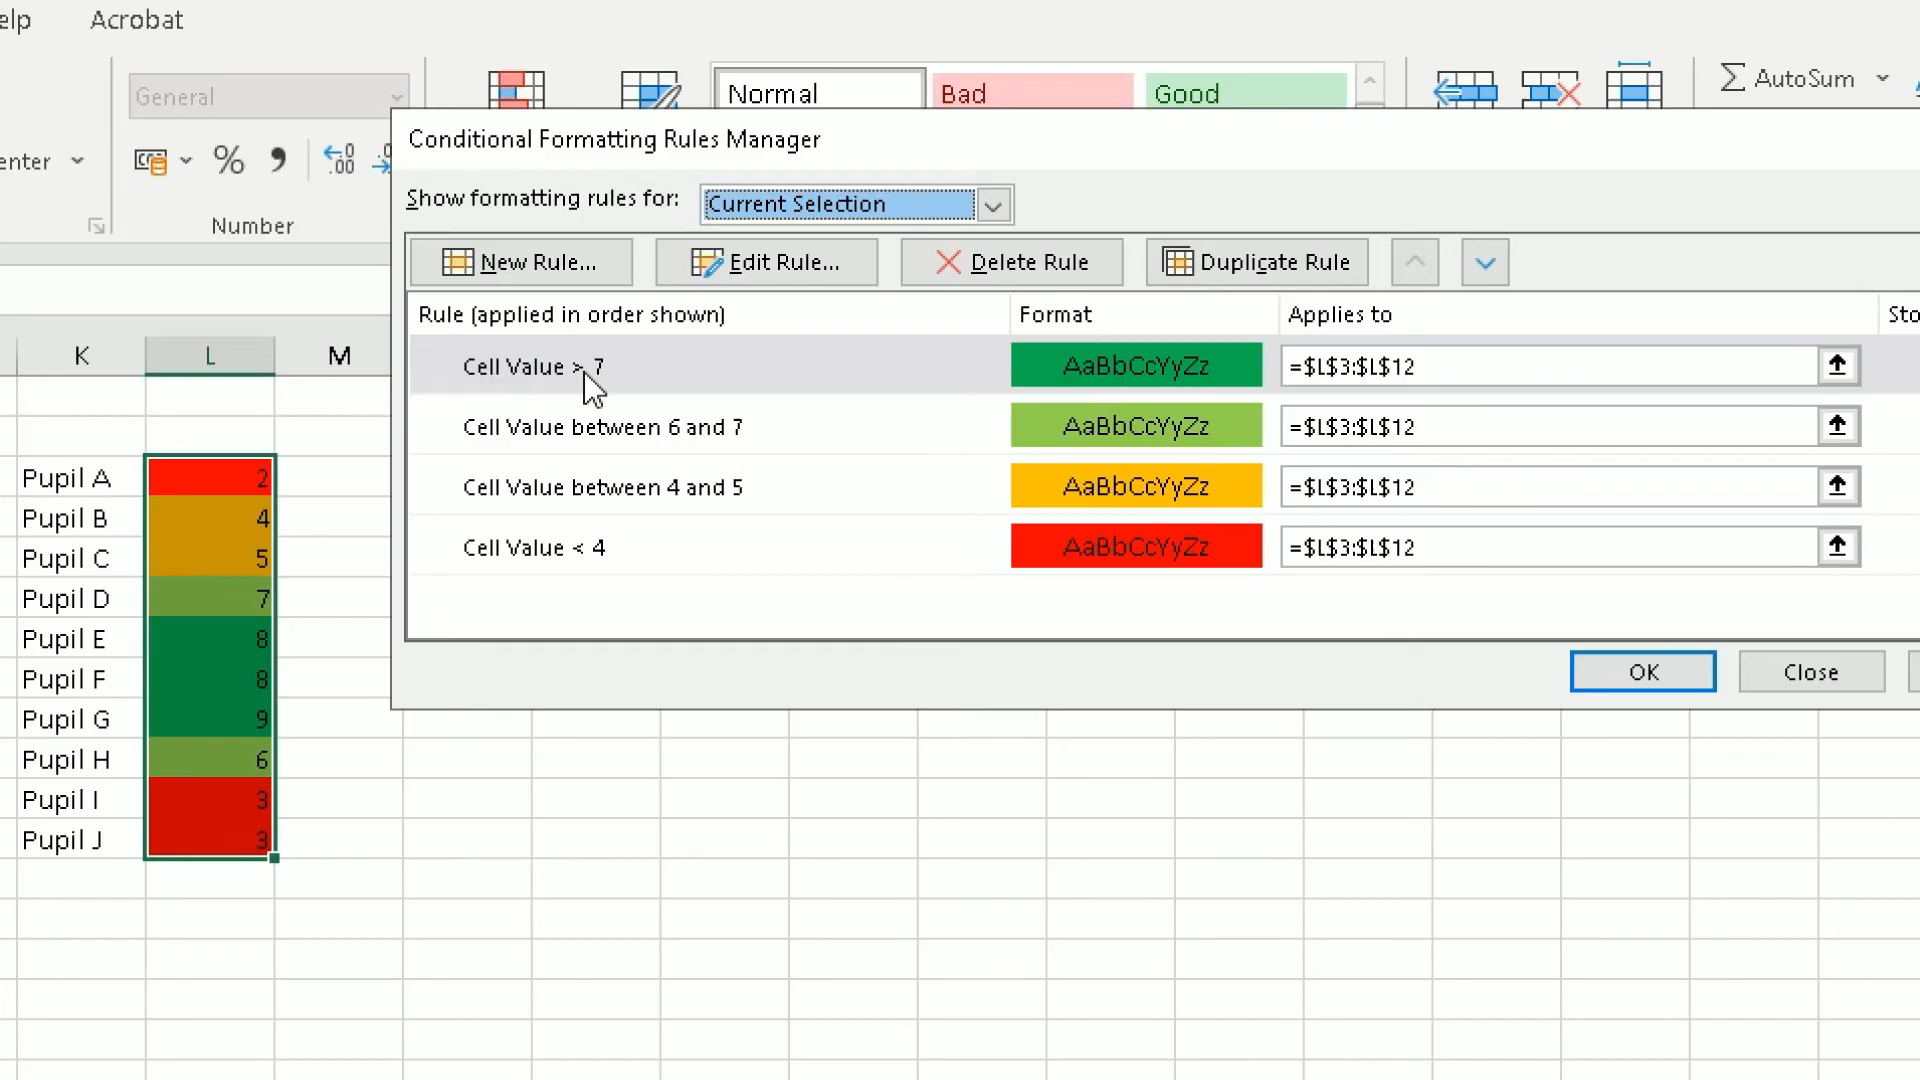 elp Acrobat
General
Normal Bad Good
AutoSum
enter % .00
Number
Conditional Formatting Rules Manager
Show formatting rules for: Current Selection
New Rule... Edit Rule... Delete Rule Duplicate Rule
Rule (applied in order shown) Format Applies to Sto
Cell Value > 7 AaBbCcYyZz =$L$3:$L$12
Cell Value between 6 and 7 AaBbCcYyZz =$L$3:$L$12
Cell Value between 4 and 5 AaBbCcYyZz =$L$3:$L$12
Cell Value < 4 AaBbCcYyZz =$L$3:$L$12
OK Close
K L M
Pupil A 2
Pupil B 4
Pupil C 5
Pupil D 7
Pupil E 8
Pupil F 8
Pupil G 9
Pupil H 6
Pupil I 3
Pupil J 3